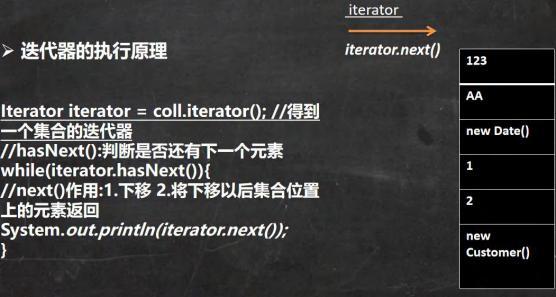 iterator
➢ 迭代器的执行原理
iterator.next()
Iterator iterator = coll.iterator(); //得到
一个集合的迭代器
//hasNext():判断是否还有下一个元素
while(iterator.hasNext()){
//next()作用:1.下移 2.将下移以后集合位置
上的元素返回
System.out.println(iterator.next());
}
123
AA
new Date()
1
2
new
Customer()